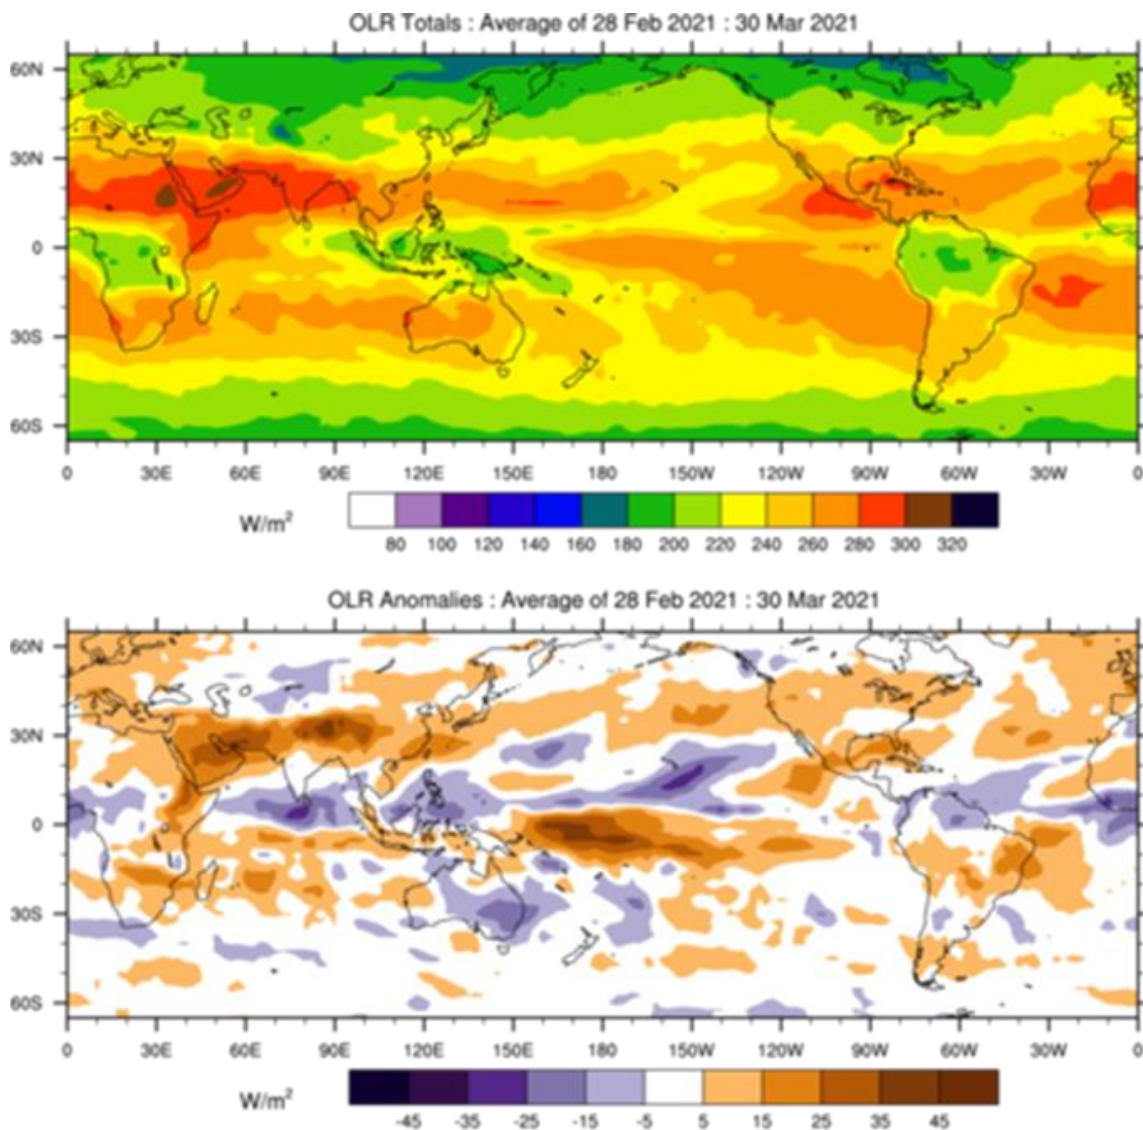 OLR Totals : Average of 28 Feb 2021 : 30 Mar 2021
60N
30N
0
30S
60S
0 30E 60E 90E 120E 150E 180 150W 120W 90W 60W 30W 0
W/m²
80 100 120 140 160 180 200 220 240 260 280 300 320
OLR Anomalies : Average of 28 Feb 2021 : 30 Mar 2021
60N
30N
0
30S
60S
0 30E 60E 90E 120E 150E 180 150W 120W 90W 60W 30W 0
W/m²
-45 -35 -25 -15 -5 5 15 25 35 45